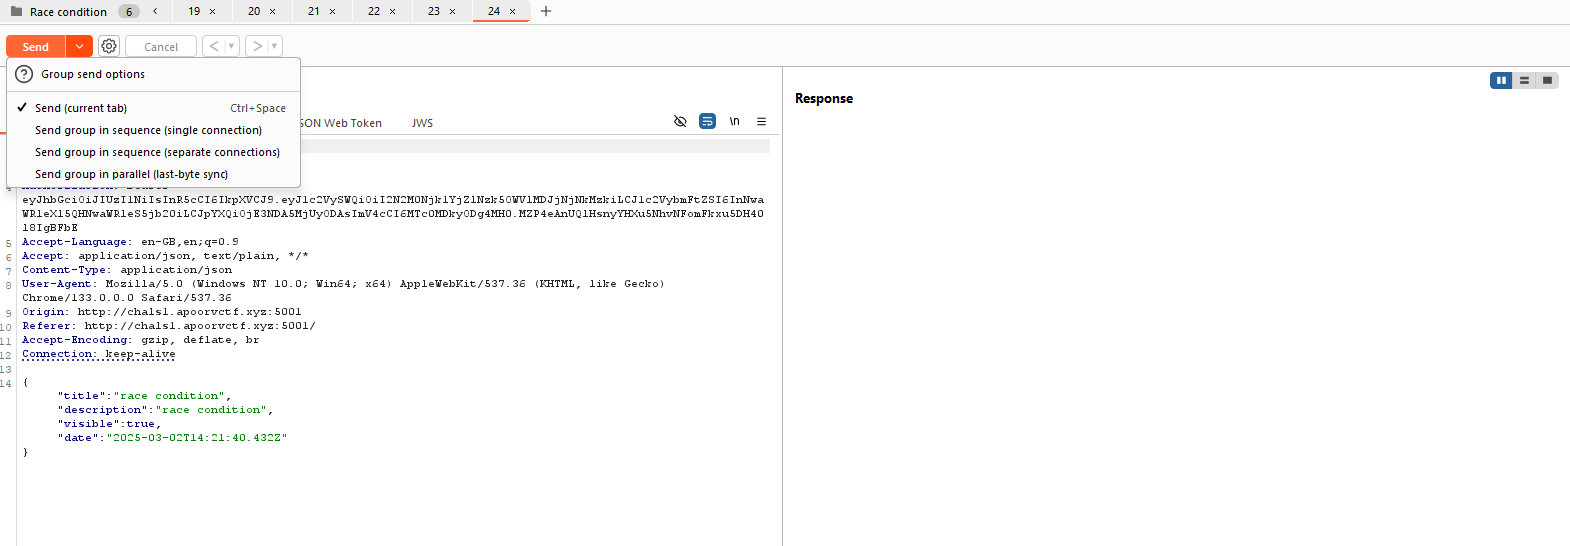 Race condition 6 < 19 × 20 × 21 × 22 × 23 × 24 × +
Send Cancel < >
Group send options
Send (current tab) Ctrl+Space
Send group in sequence (single connection)
Send group in sequence (separate connections)
Send group in parallel (last-byte sync)
SON Web Token JWS \n
Response
5 Accept-Language: en-GB,en;q=0.9
6 Accept: application/json, text/plain, */*
7 Content-Type: application/json
8 User-Agent: Mozilla/5.0 (Windows NT 10.0; Win64; x64) AppleWebKit/537.36 (KHTML, like Gecko)
Chrome/133.0.0.0 Safari/537.36
9 Origin: http://chals1.apoorvctf.xyz:5001
10 Referer: http://chals1.apoorvctf.xyz:5001/
11 Accept-Encoding: gzip, deflate, br
12 Connection: keep-alive
13
14 {
"title":"race condition",
"description":"race condition",
"visible":true,
"date":"2025-03-02T14:21:40.432Z"
}